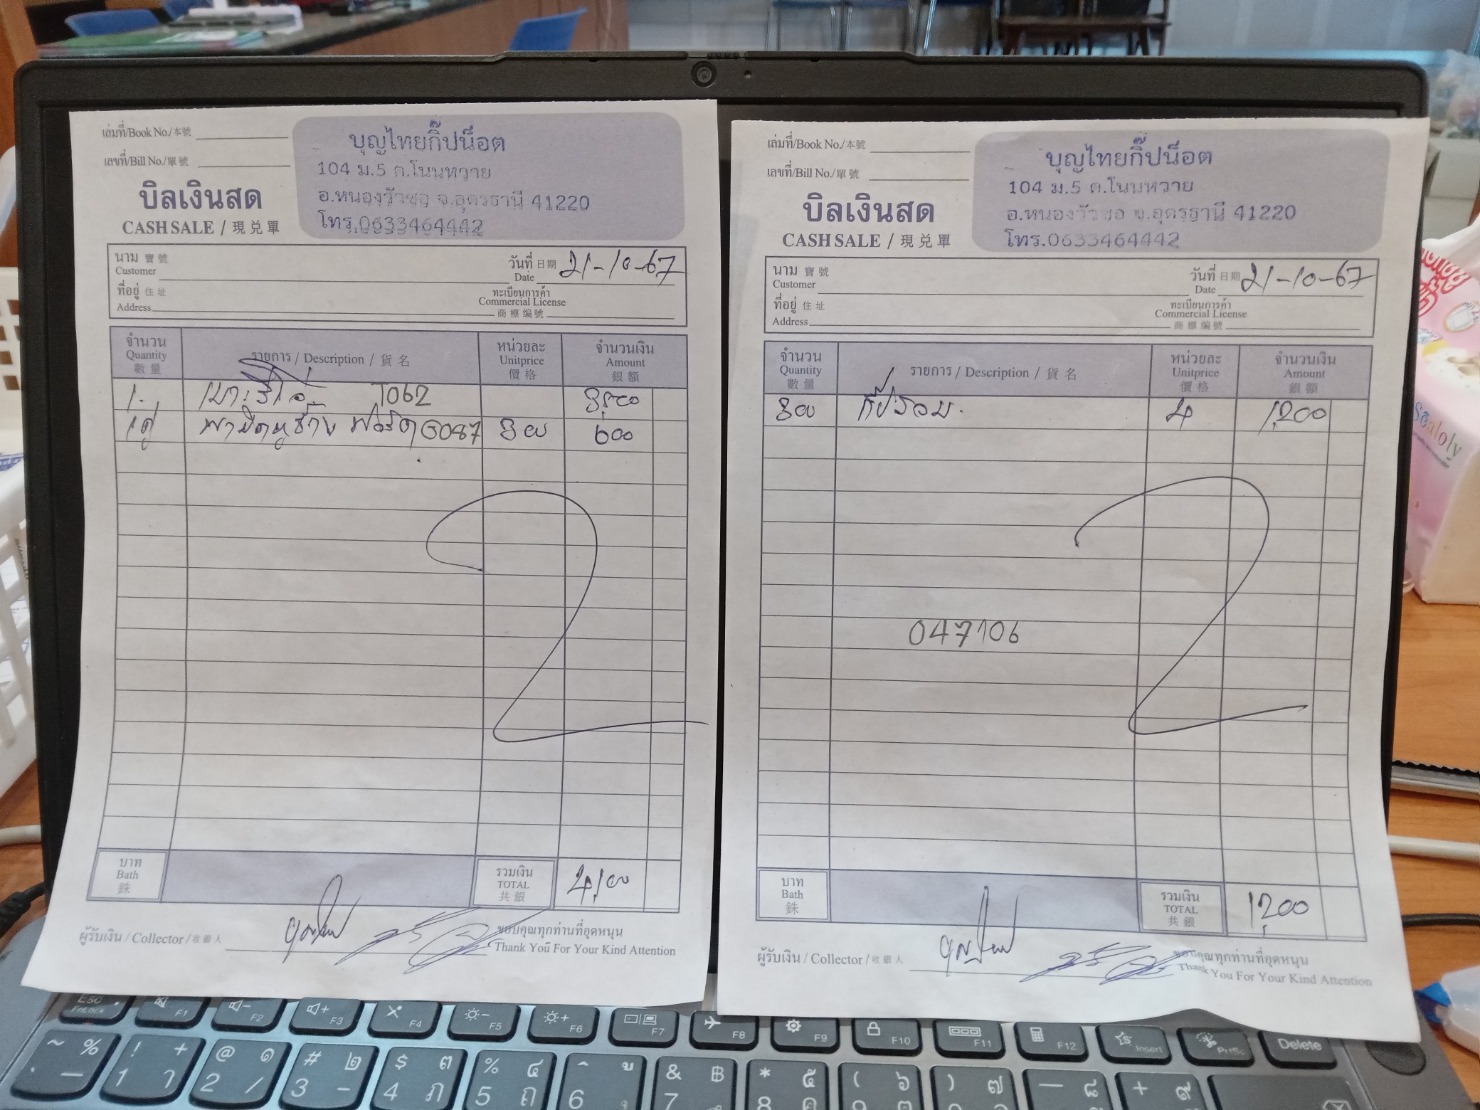 เล่มที่/Book No./本號
เลขที่/Bill No./單號
บิลเงินสด
CASH SALE / 現兑單
บุญไทยกิ๊ปน็อต
104 ม.5 ต.โนนหวาย
อ.หนองวัวซอ จ.อุดรธานี 41220
โทร.0633464442
นาม 寶號
Customer
วันที่ 日期 21-10-67
Date
ที่อยู่ 住址
Address
ทะเบียนการค้า
Commercial License
商標編號
จำนวน Quantity 數量
รายการ / Description / 貨名
หน่วยละ Unitprice 價格
จำนวนเงิน Amount 銀額
1. T062
1คู่ G087 300 600
บาท Bath 銖
รวมเงิน TOTAL 共銀 4,100
ผู้รับเงิน / Collector / 收銀人
ขอบคุณทุกท่านที่อุดหนุน
Thank You For Your Kind Attention
เล่มที่/Book No./本號
เลขที่/Bill No./單號
บิลเงินสด
CASH SALE / 現兑單
บุญไทยกิ๊ปน็อต
104 ม.5 ต.โนนหวาย
อ.หนองวัวซอ จ.อุดรธานี 41220
โทร.0633464442
นาม 寶號
Customer
วันที่ 日期 21-10-67
Date
ที่อยู่ 住址
Address
ทะเบียนการค้า
Commercial License
商標編號
จำนวน Quantity 數量
รายการ / Description / 貨名
หน่วยละ Unitprice 價格
จำนวนเงิน Amount 銀額
300 4 1,200
047106
บาท Bath 銖
รวมเงิน TOTAL 共銀 1,200
ผู้รับเงิน / Collector / 收銀人
ขอบคุณทุกท่านที่อุดหนุน
Thank You For Your Kind Attention
Sealoly